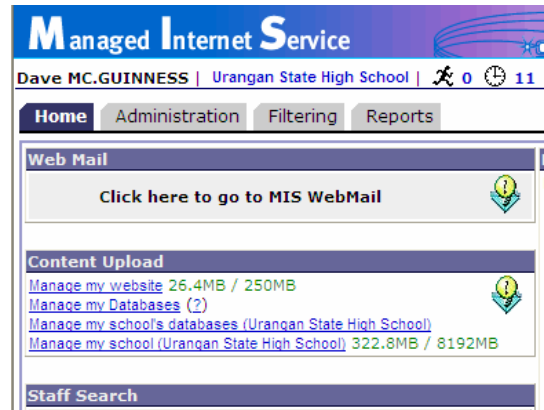 Managed Internet Service
Dave MC.GUINNESS | Urangan State High School | 0 11
Home Administration Filtering Reports
Web Mail
Click here to go to MIS WebMail
Content Upload
Manage my website 26.4MB / 250MB
Manage my Databases (?)
Manage my school's databases (Urangan State High School)
Manage my school (Urangan State High School) 322.8MB / 8192MB
Staff Search